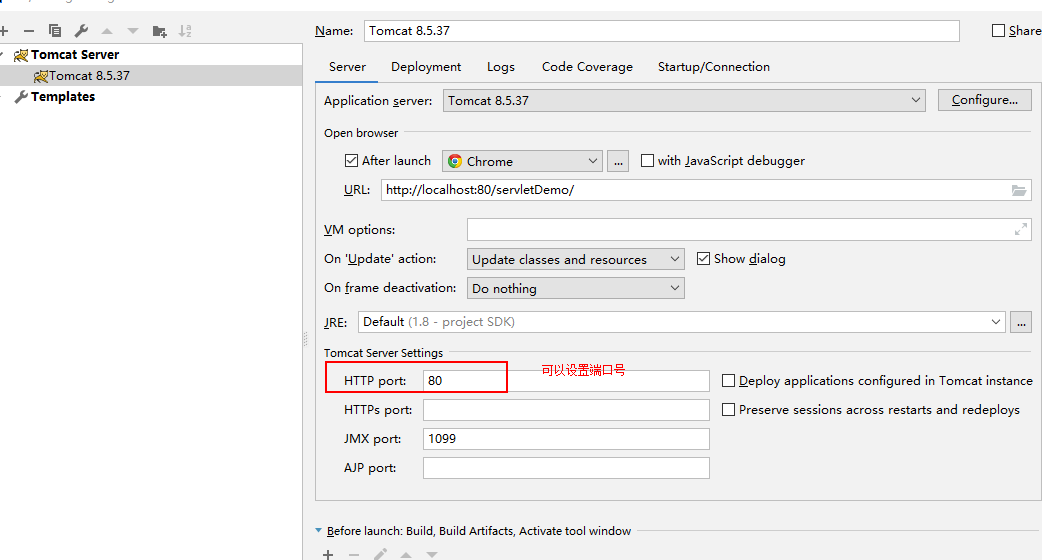 Name: Tomcat 8.5.37 Share
Tomcat Server
Tomcat 8.5.37
Templates
Server Deployment Logs Code Coverage Startup/Connection
Application server: Tomcat 8.5.37 Configure...
Open browser
After launch Chrome ... with JavaScript debugger
URL: http://localhost:80/servletDemo/
VM options:
On 'Update' action: Update classes and resources Show dialog
On frame deactivation: Do nothing
JRE: Default (1.8 - project SDK) ...
Tomcat Server Settings
可以设置端口号
HTTP port: 80 Deploy applications configured in Tomcat instance
HTTPs port: Preserve sessions across restarts and redeploys
JMX port: 1099
AJP port:
Before launch: Build, Build Artifacts, Activate tool window